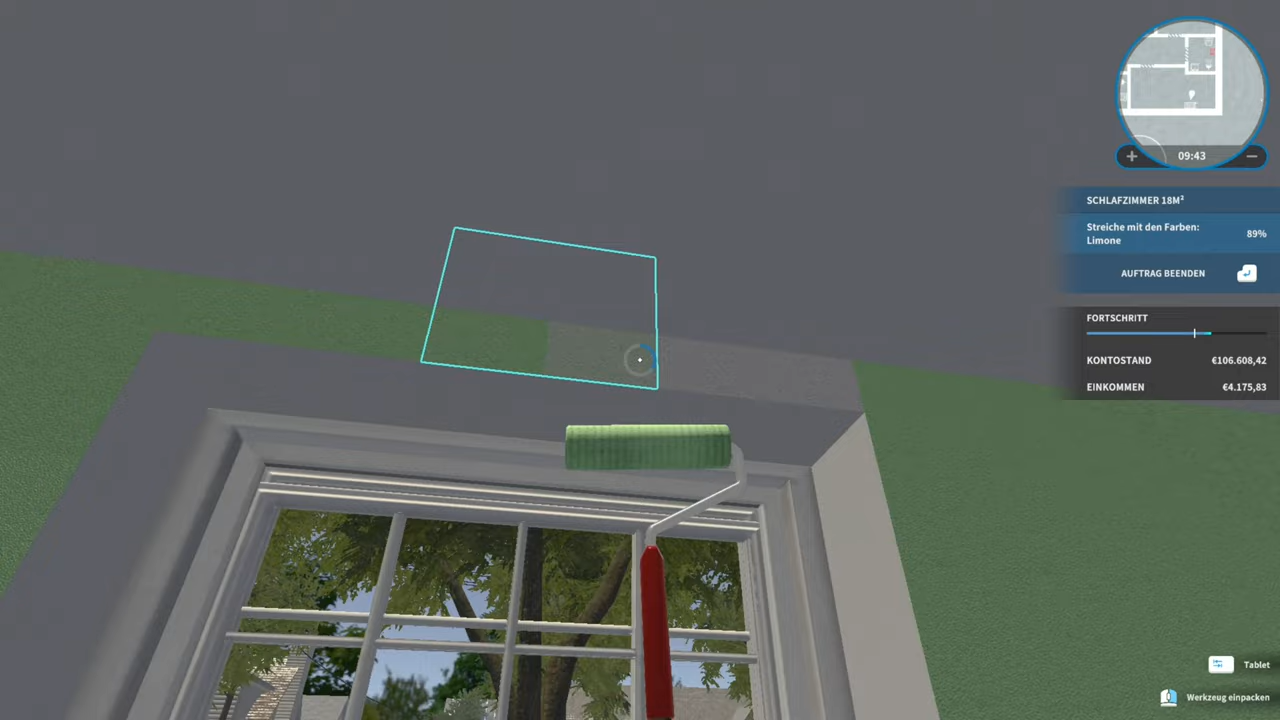 09:43
SCHLAFZIMMER 18M²
Streiche mit den Farben:
Limone
89%
AUFTRAG BEENDEN
FORTSCHRITT
KONTOSTAND €106.608,42
EINKOMMEN €4.175,83
Tablet
Werkzeug einpacken